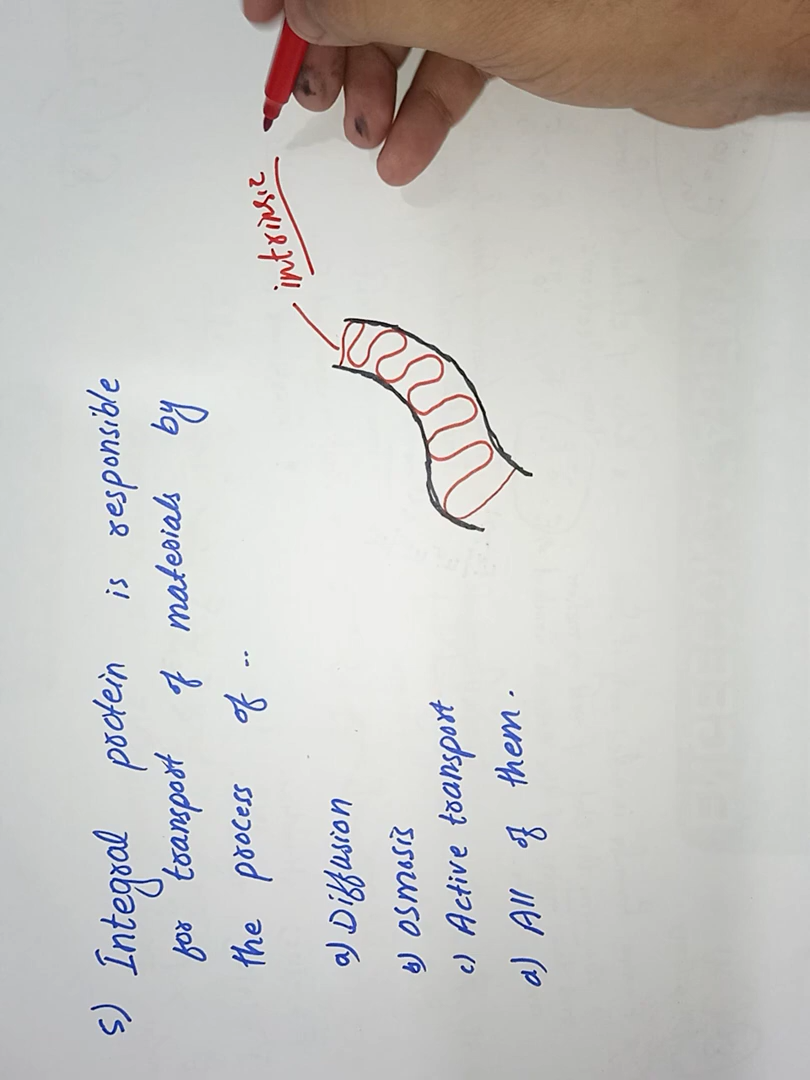 5) Integral protein is responsible
for transport of materials by
the process of ..
a) Diffusion
b) osmosis
c) Active transport
d) All of them.
intrinsic